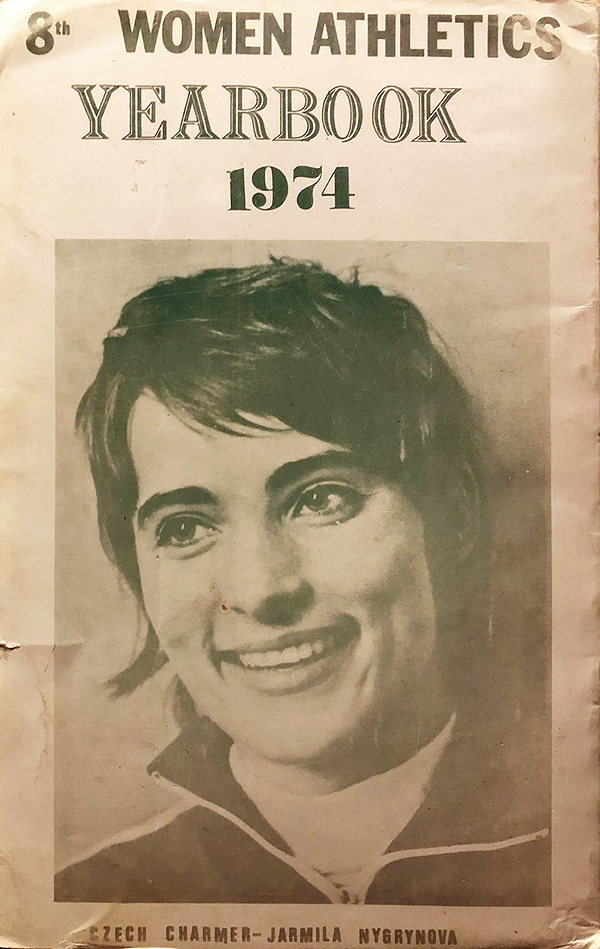 8th WOMEN ATHLETICS
YEARBOOK
1974
CZECH CHARMER-JARMILA NYGRYNOVA